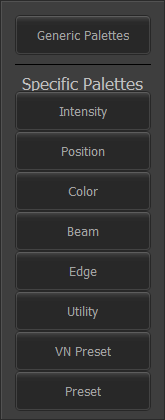 Generic Palettes
Specific Palettes
Intensity
Position
Color
Beam
Edge
Utility
VN Preset
Preset